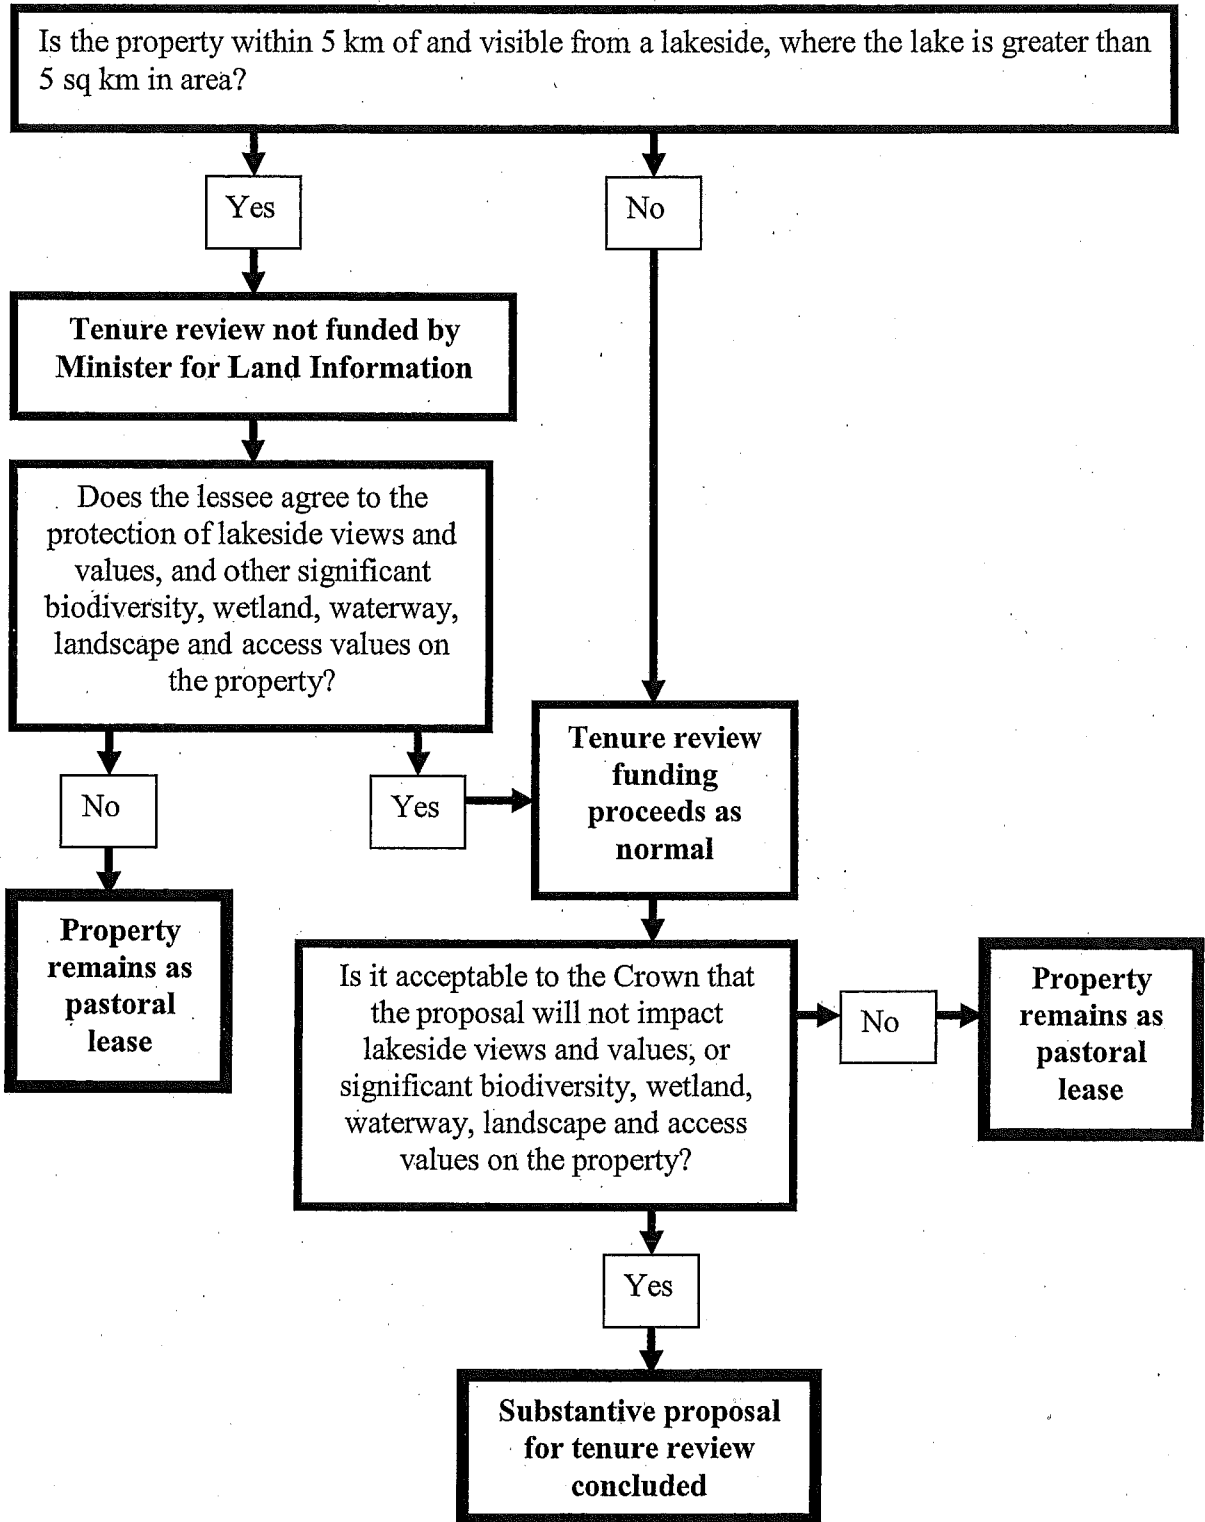 Is the property within 5 km of and visible from a lakeside, where the lake is greater than
5 sq km in area?
Yes
No
Tenure review not funded by
Minister for Land Information
Does the lessee agree to the
protection of lakeside views and
values, and other significant
biodiversity, wetland, waterway,
landscape and access values on
the property?
No
Yes
Tenure review
funding
proceeds as
normal
Property
remains as
pastoral
lease
Is it acceptable to the Crown that
the proposal will not impact
lakeside views and values, or
significant biodiversity, wetland,
waterway, landscape and access
values on the property?
No
Property
remains as
pastoral
lease
Yes
Substantive proposal
for tenure review
concluded